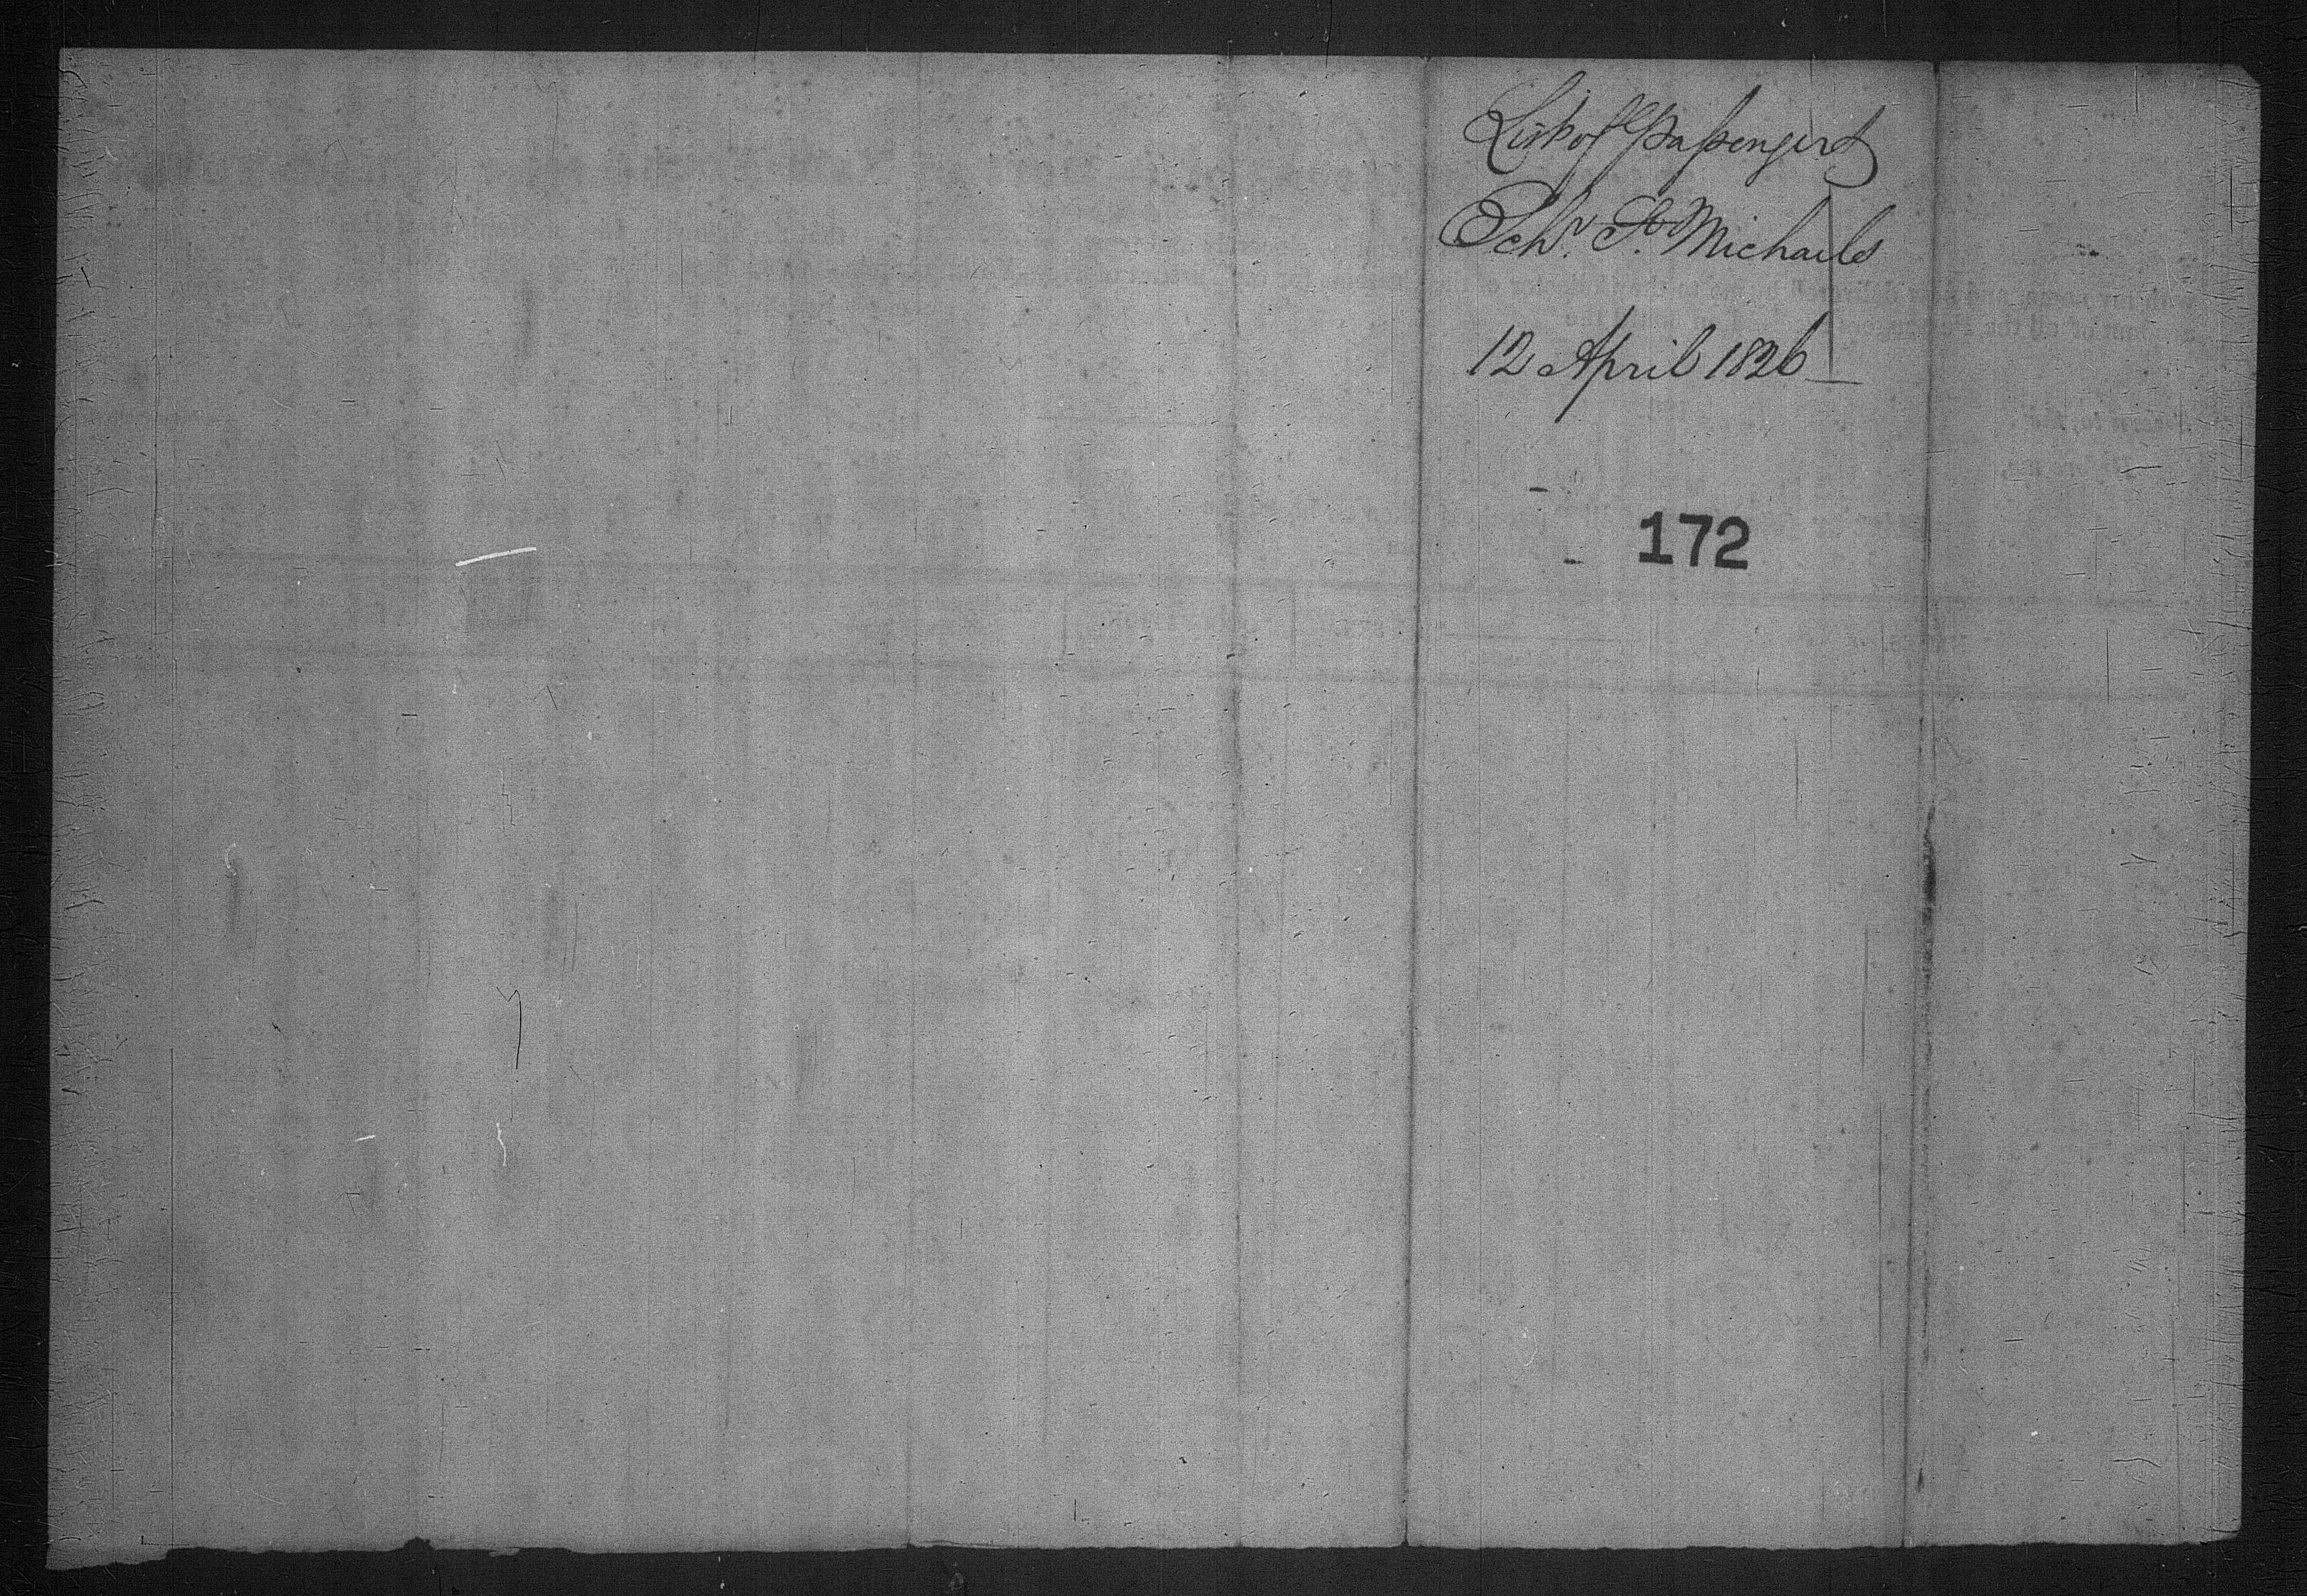 List of Passengers
Schr. St. Michaels
12 April 1826
172